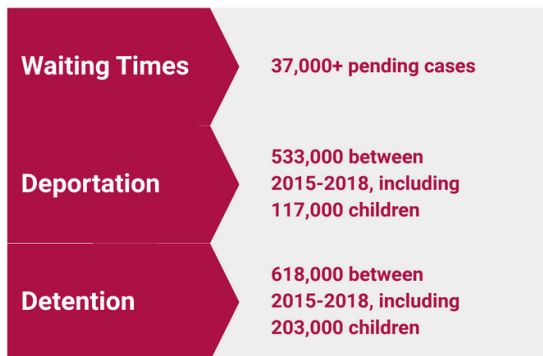 Waiting Times
37,000+ pending cases
Deportation
533,000 between
2015-2018, including
117,000 children
Detention
618,000 between
2015-2018, including
203,000 children